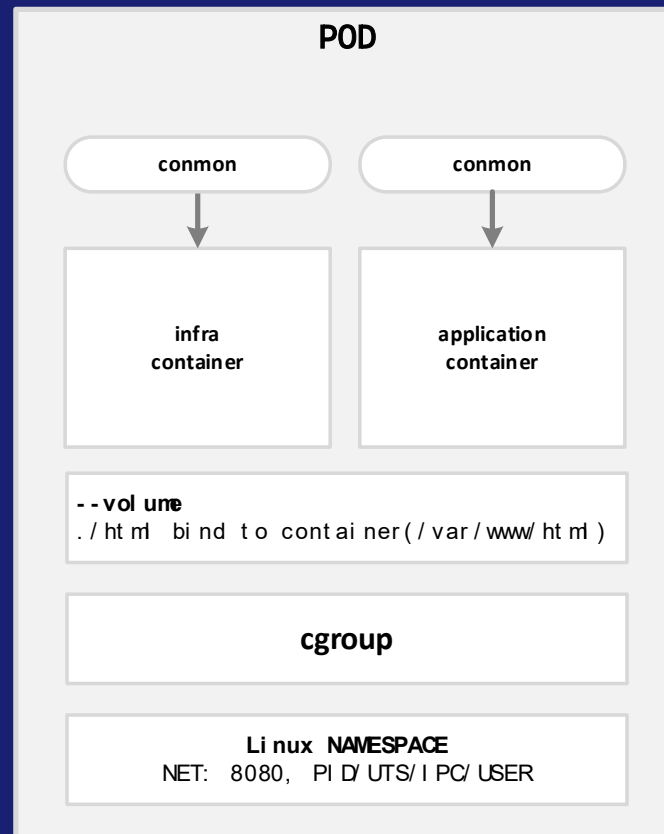 POD
conmon
conmon
infra
container
application
container
--volume
./html bind to container(/var/www/html)
cgroup
Linux NAMESPACE
NET: 8080, PID/UTS/IPC/USER